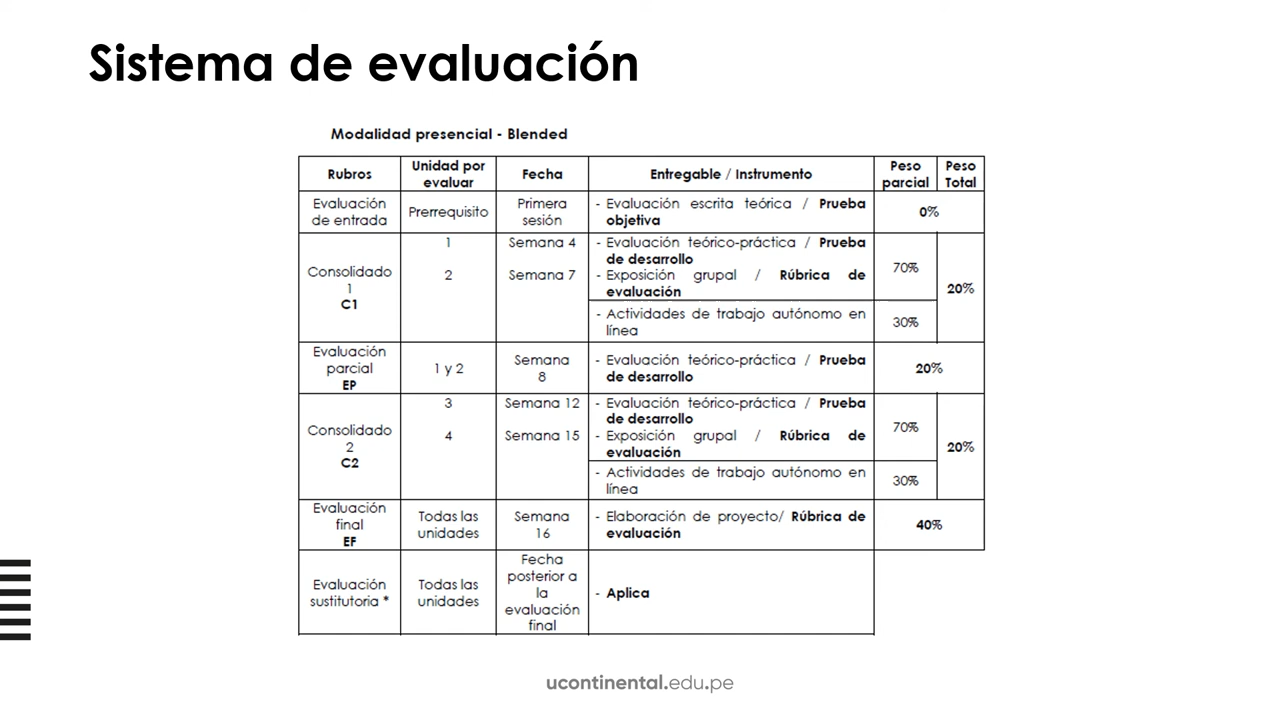 Sistema de evaluación
Modalidad presencial - Blended
Rubros
Unidad por
evaluar
Fecha
Entregable / Instrumento
Peso
parcial
Peso
Total
Evaluación
de entrada
Prerrequisito
Primera
sesión
- Evaluación escrita teórica / Prueba
objetiva
0%
Consolidado
1
C1
1
2
Semana 4
Semana 7
- Evaluación teórico-práctica / Prueba
de desarrollo
- Exposición grupal / Rúbrica de
evaluación
70%
- Actividades de trabajo autónomo en
línea
30%
20%
Evaluación
parcial
EP
1 y 2
Semana
8
- Evaluación teórico-práctica / Prueba
de desarrollo
20%
Consolidado
2
C2
3
4
Semana 12
Semana 15
- Evaluación teórico-práctica / Prueba
de desarrollo
- Exposición grupal / Rúbrica de
evaluación
70%
- Actividades de trabajo autónomo en
línea
30%
20%
Evaluación
final
EF
Todas las
unidades
Semana
16
- Elaboración de proyecto/ Rúbrica de
evaluación
40%
Evaluación
sustitutoria *
Todas las
unidades
Fecha
posterior a
la
evaluación
final
- Aplica
ucontinental.edu.pe